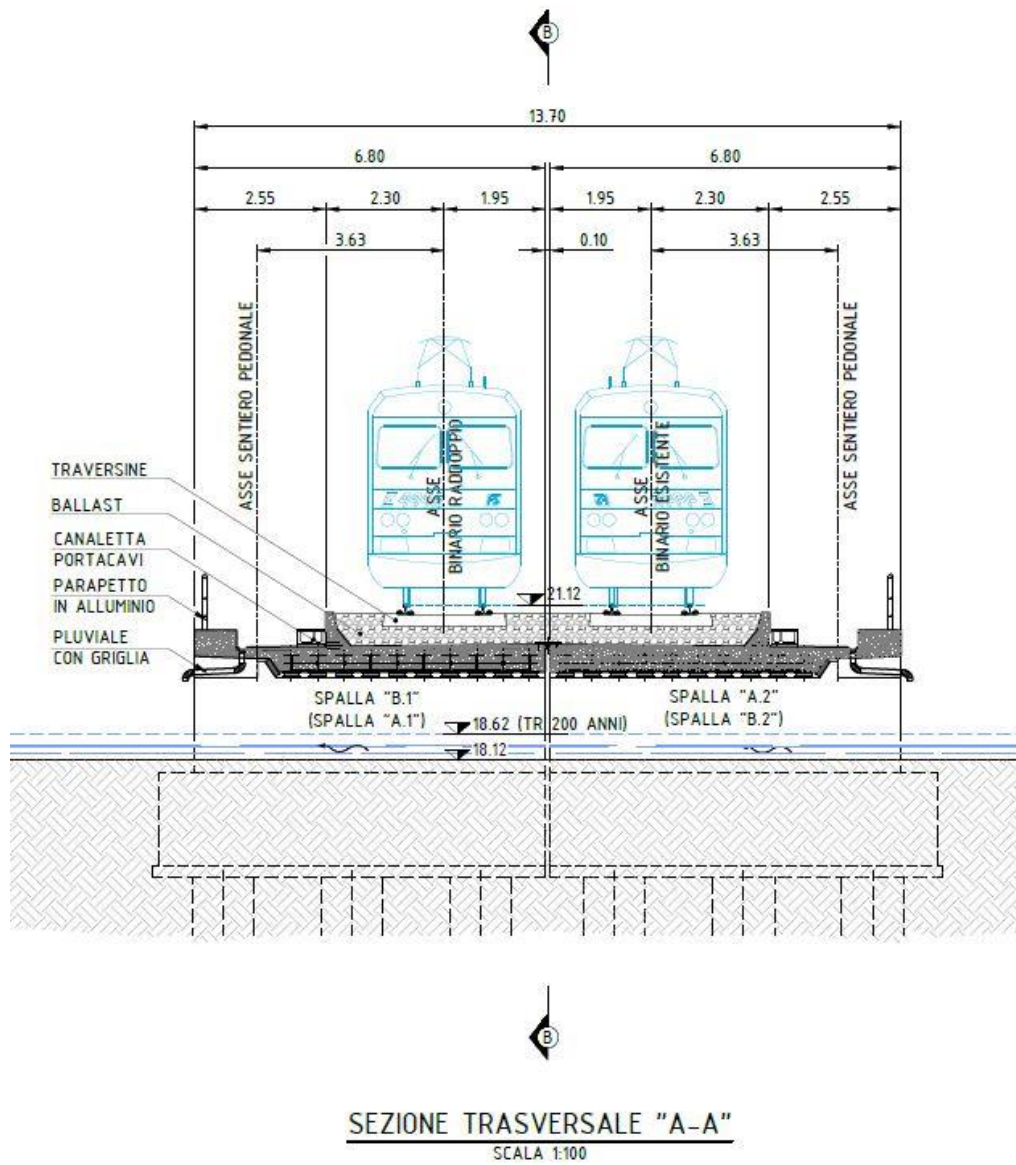 B
13.70
6.80 6.80
2.55 2.30 1.95 1.95 2.30 2.55
3.63 0.10 3.63
ASSE SENTIERO PEDONALE
ASSE
BINARIO RADDOPPIO
ASSE
BINARIO ESISTENTE
ASSE SENTIERO PEDONALE
TRAVERSINE
BALLAST
CANALETTA
PORTACAVI
PARAPETTO
IN ALLUMINIO
PLUVIALE
CON GRIGLIA
21.12
SPALLA "B.1"
(SPALLA "A.1")
SPALLA "A.2"
(SPALLA "B.2")
18.62 (TR 200 ANNI)
18.12
B
SEZIONE TRASVERSALE "A-A"
SCALA 1:100